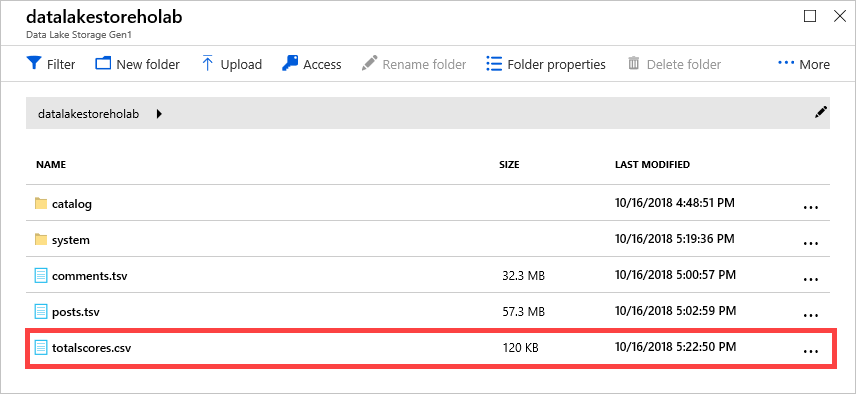 datalakestoreholab
Data Lake Storage Gen1
Filter New folder Upload Access Rename folder Folder properties Delete folder ··· More
datalakestoreholab
NAME SIZE LAST MODIFIED
catalog 10/16/2018 4:48:51 PM ...
system 10/16/2018 5:19:36 PM ...
comments.tsv 32.3 MB 10/16/2018 5:00:57 PM ...
posts.tsv 57.3 MB 10/16/2018 5:02:59 PM ...
totalscores.csv 120 KB 10/16/2018 5:22:50 PM ...